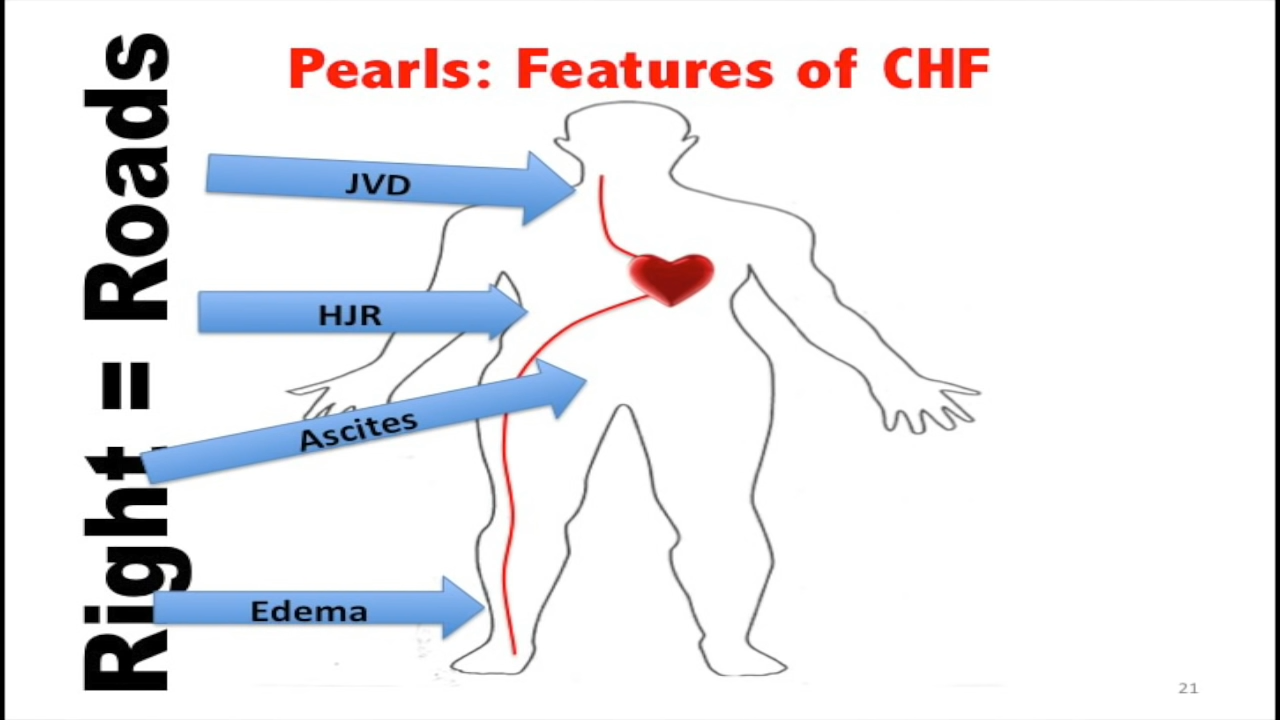 Pearls: Features of CHF
Right = Roads
JVD
HJR
Ascites
Edema
21